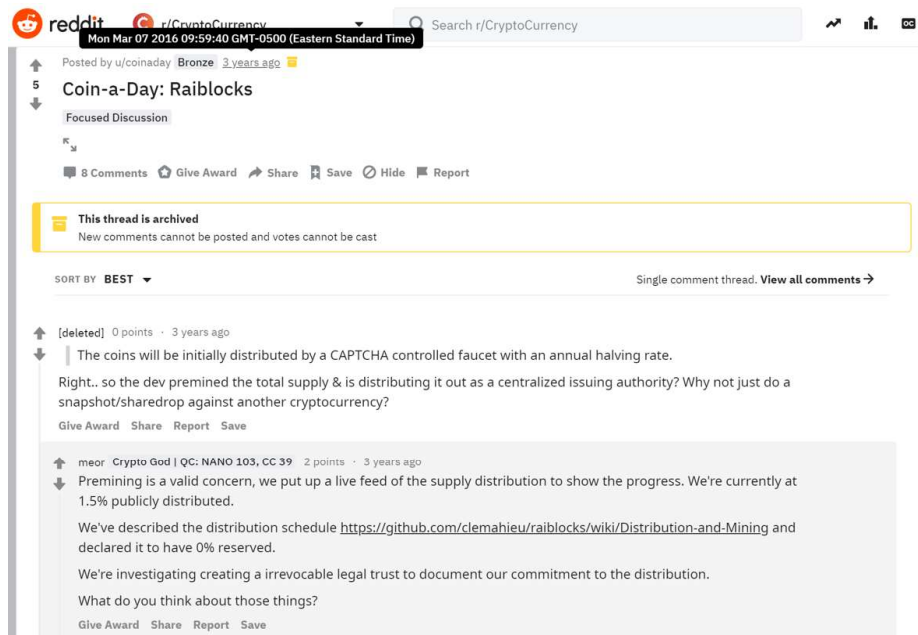 reddit r/CryptoCurrency Search r/CryptoCurrency
Mon Mar 07 2016 09:59:40 GMT-0500 (Eastern Standard Time)
Posted by u/coinaday Bronze 3 years ago
5
Coin-a-Day: Raiblocks
Focused Discussion
8 Comments Give Award Share Save Hide Report
This thread is archived
New comments cannot be posted and votes cannot be cast
SORT BY BEST Single comment thread. View all comments
[deleted] 0 points · 3 years ago
The coins will be initially distributed by a CAPTCHA controlled faucet with an annual halving rate.
Right.. so the dev premined the total supply & is distributing it out as a centralized issuing authority? Why not just do a
snapshot/sharedrop against another cryptocurrency?
Give Award Share Report Save
meor Crypto God | QC: NANO 103, CC 39 2 points · 3 years ago
Premining is a valid concern, we put up a live feed of the supply distribution to show the progress. We're currently at
1.5% publicly distributed.
We've described the distribution schedule https://github.com/clemahieu/raiblocks/wiki/Distribution-and-Mining and
declared it to have 0% reserved.
We're investigating creating a irrevocable legal trust to document our commitment to the distribution.
What do you think about those things?
Give Award Share Report Save